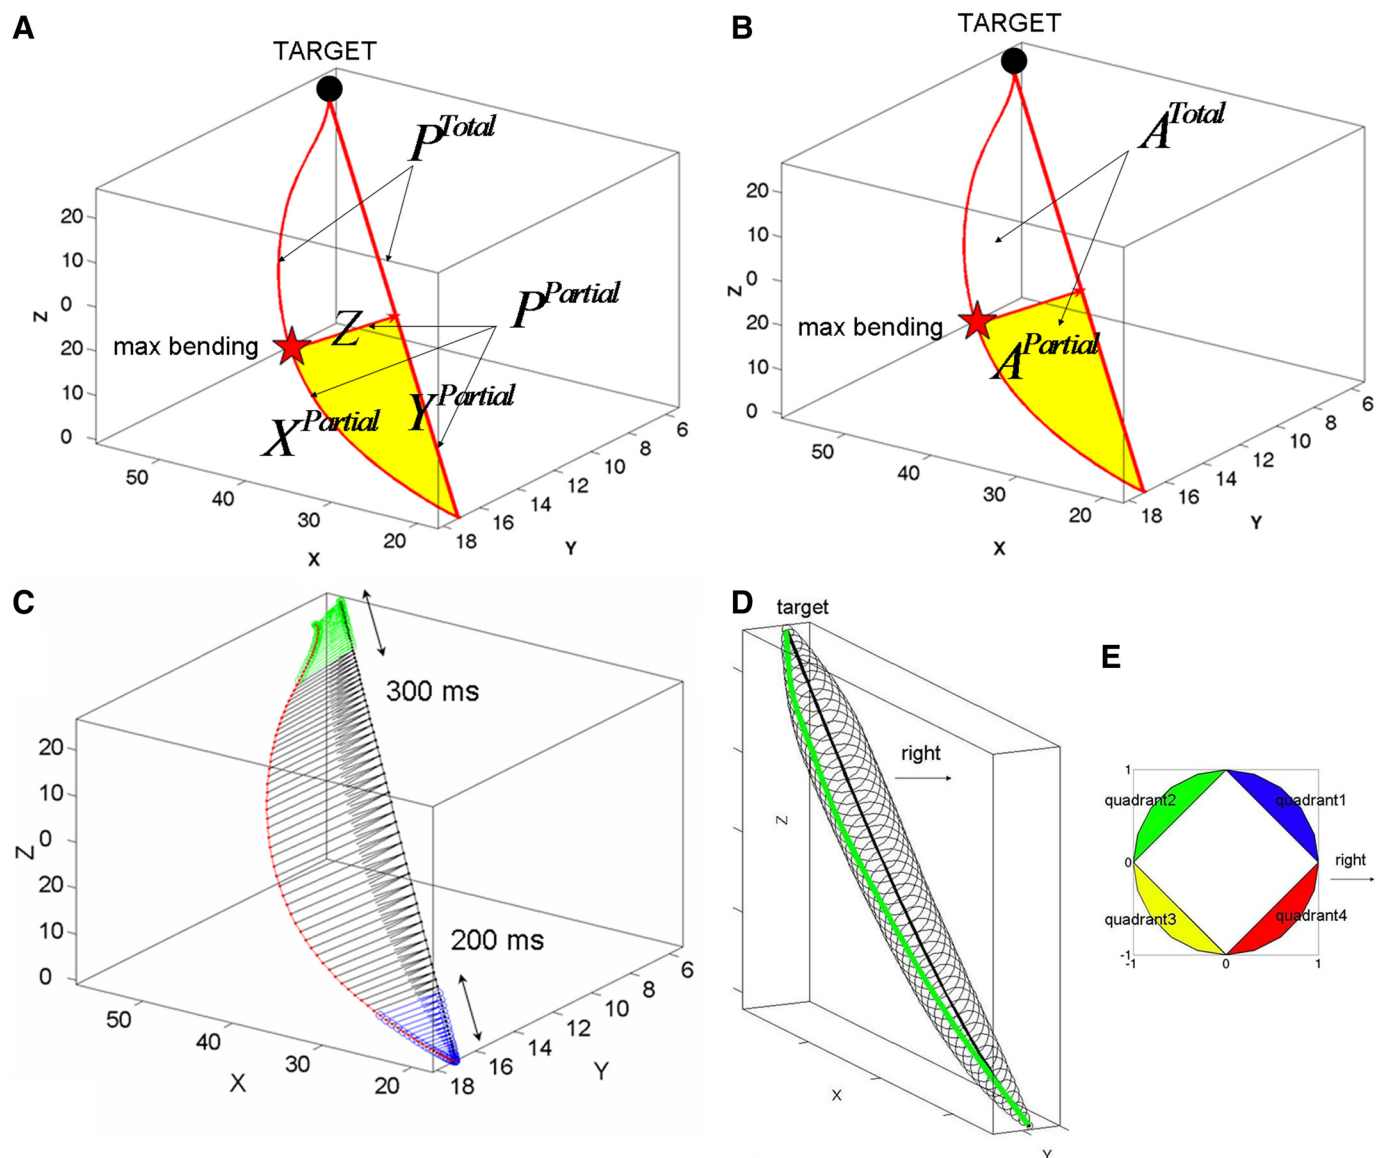 A
TARGET
P^Total
P^Partial
Z
max bending
X^Partial
Y^Partial
20
10
0
20
10
0
Z
50
40
30
20
X
18
16
14
12
10
8
6
Y
B
TARGET
A^Total
max bending
A^Partial
20
10
0
20
10
0
Z
50
40
30
20
X
18
16
14
12
10
8
6
Y
C
300 ms
200 ms
20
10
0
20
10
0
Z
50
40
30
20
X
18
16
14
12
10
8
6
Y
D
target
right
Z
X
Y
E
1
quadrant2
quadrant1
0
right
quadrant3
quadrant4
-1
-1
0
1